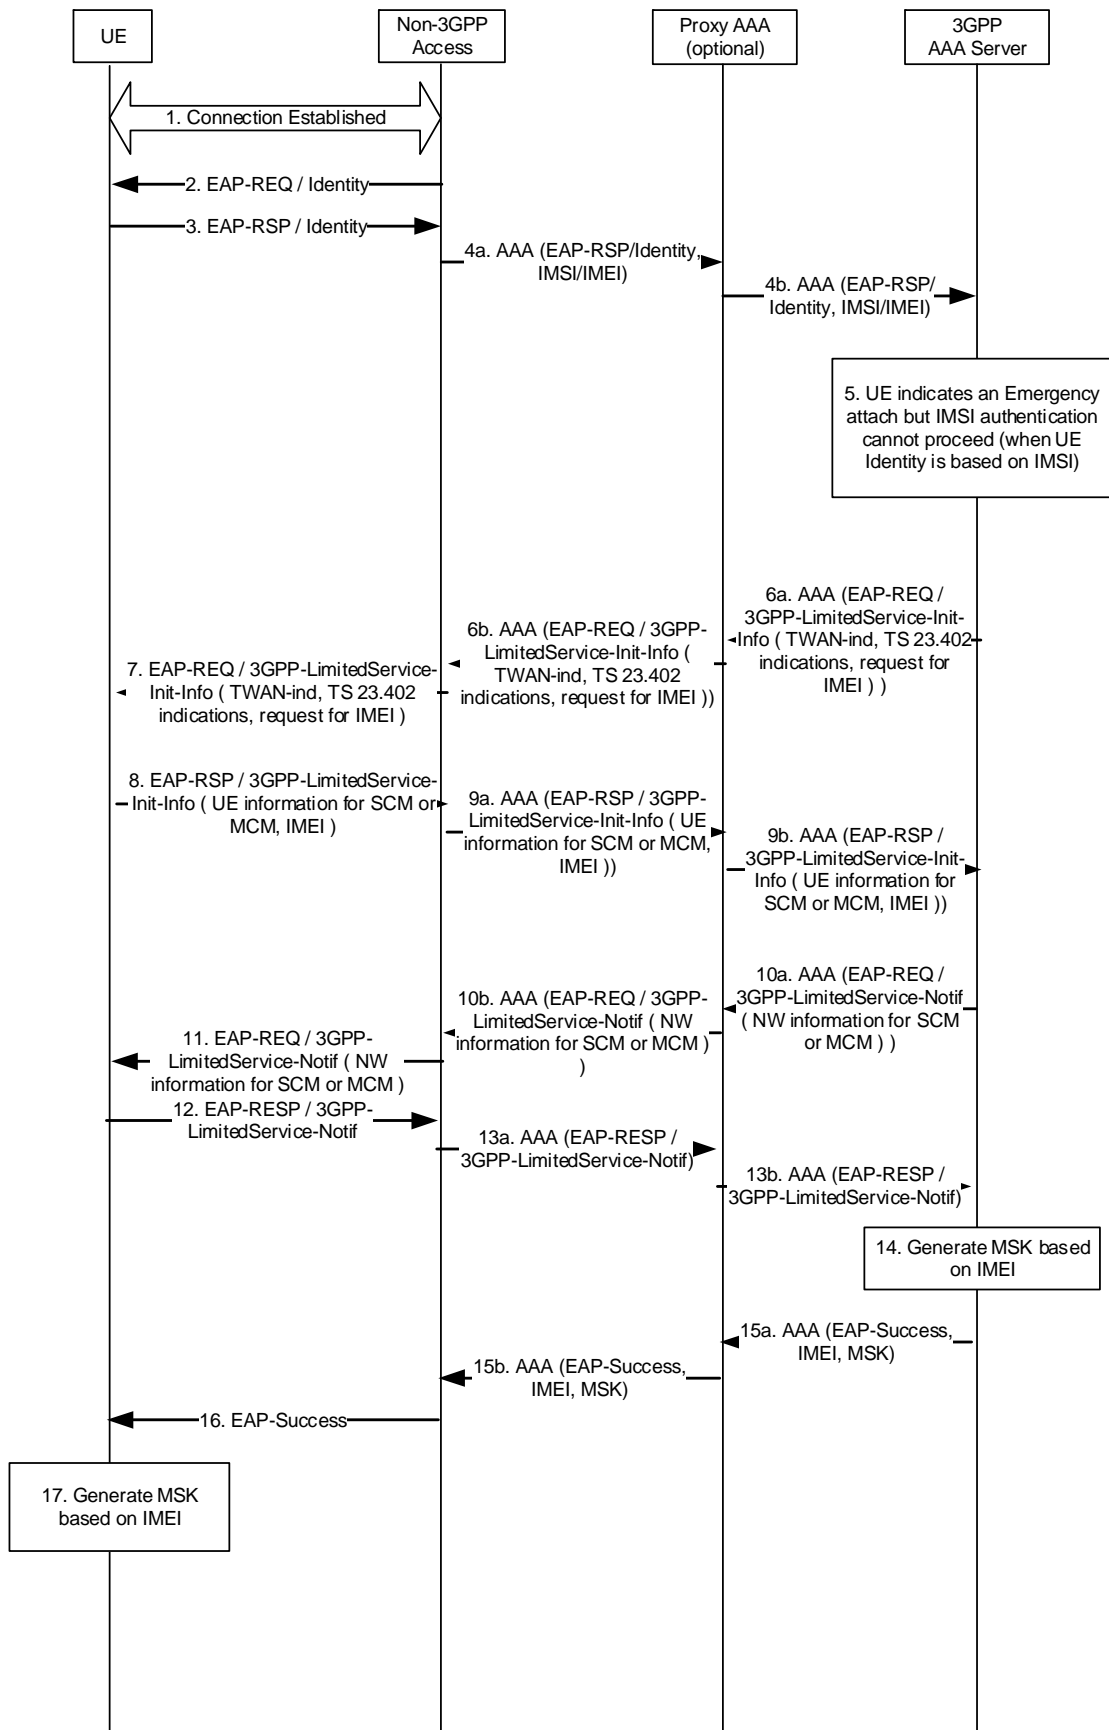 UE
Non-3GPP
Access
Proxy AAA
(optional)
3GPP
AAA Server
1. Connection Established
2. EAP-REQ / Identity
3. EAP-RSP / Identity
4a. AAA (EAP-RSP/Identity,
IMSI/IMEI)
4b. AAA (EAP-RSP/
Identity, IMSI/IMEI)
5. UE indicates an Emergency
attach but IMSI authentication
cannot proceed (when UE
Identity is based on IMSI)
6a. AAA (EAP-REQ /
3GPP-LimitedService-Init-
Info ( TWAN-ind, TS 23.402
indications, request for
IMEI ) )
6b. AAA (EAP-REQ / 3GPP-
LimitedService-Init-Info (
TWAN-ind, TS 23.402
indications, request for IMEI ))
7. EAP-REQ / 3GPP-LimitedService-
Init-Info ( TWAN-ind, TS 23.402
indications, request for IMEI )
8. EAP-RSP / 3GPP-LimitedService-
Init-Info ( UE information for SCM or
MCM, IMEI )
9a. AAA (EAP-RSP / 3GPP-
LimitedService-Init-Info ( UE
information for SCM or MCM,
IMEI ))
9b. AAA (EAP-RSP /
3GPP-LimitedService-Init-
Info ( UE information for
SCM or MCM, IMEI ))
10a. AAA (EAP-REQ /
3GPP-LimitedService-Notif
( NW information for SCM
or MCM ) )
10b. AAA (EAP-REQ / 3GPP-
LimitedService-Notif ( NW
information for SCM or MCM )
)
11. EAP-REQ / 3GPP-
LimitedService-Notif ( NW
information for SCM or MCM )
12. EAP-RESP / 3GPP-
LimitedService-Notif
13a. AAA (EAP-RESP /
3GPP-LimitedService-Notif)
13b. AAA (EAP-RESP /
3GPP-LimitedService-Notif)
14. Generate MSK based
on IMEI
15a. AAA (EAP-Success,
IMEI, MSK)
15b. AAA (EAP-Success,
IMEI, MSK)
16. EAP-Success
17. Generate MSK
based on IMEI